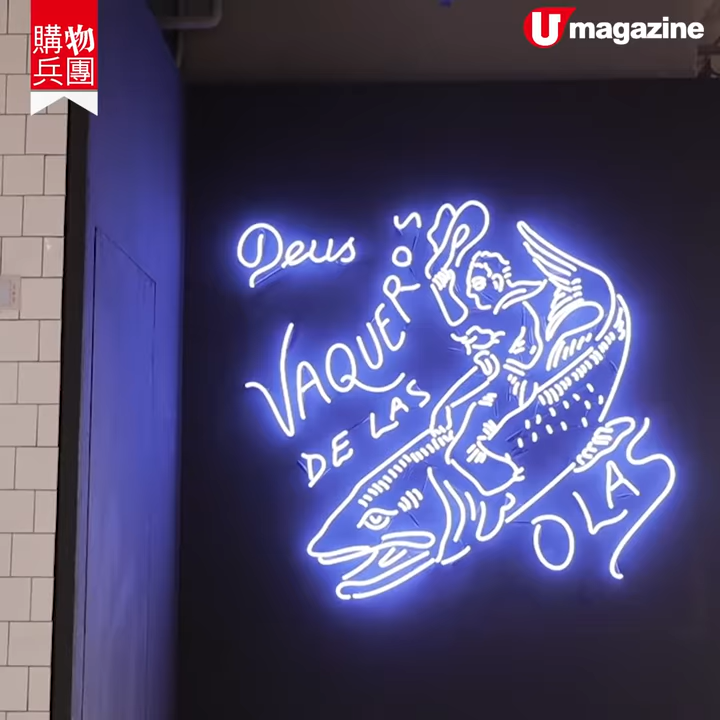 購物
兵團
U magazine
Deus
VAQUEROS
DE LAS
OLAS